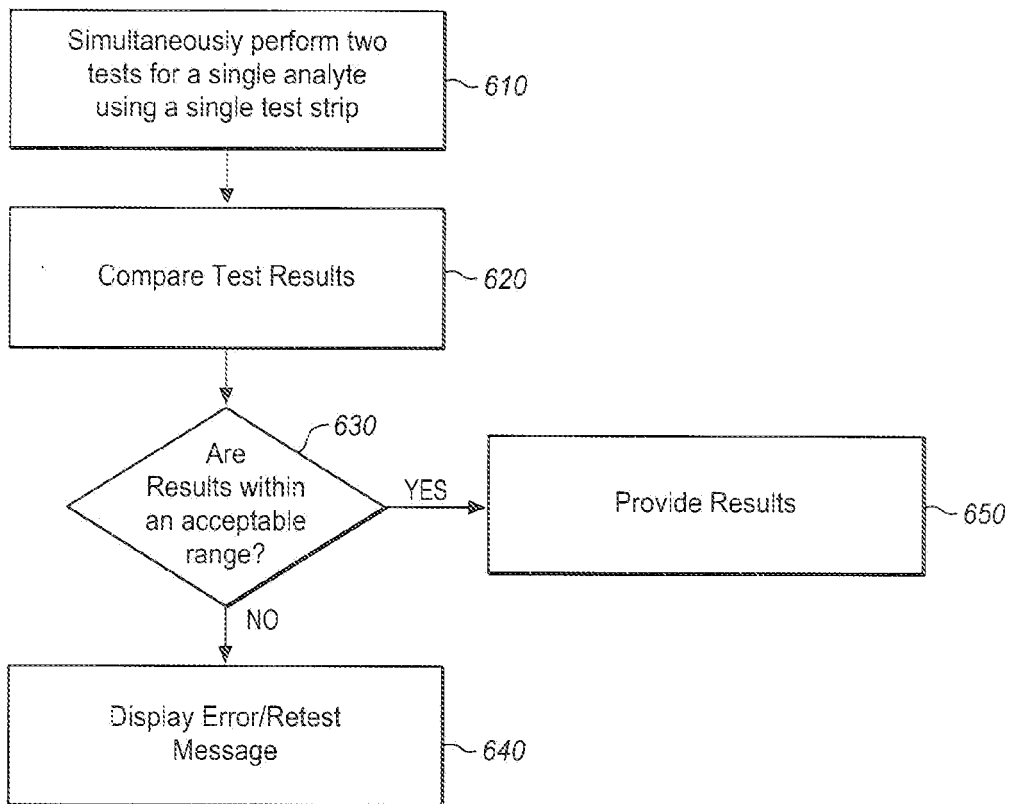 Simultaneously perform two
tests for a single analyte
using a single test strip
610
Compare Test Results
620
630
Are
Results within
an acceptable
range?
YES
Provide Results
650
NO
Display Error/Retest
Message
640